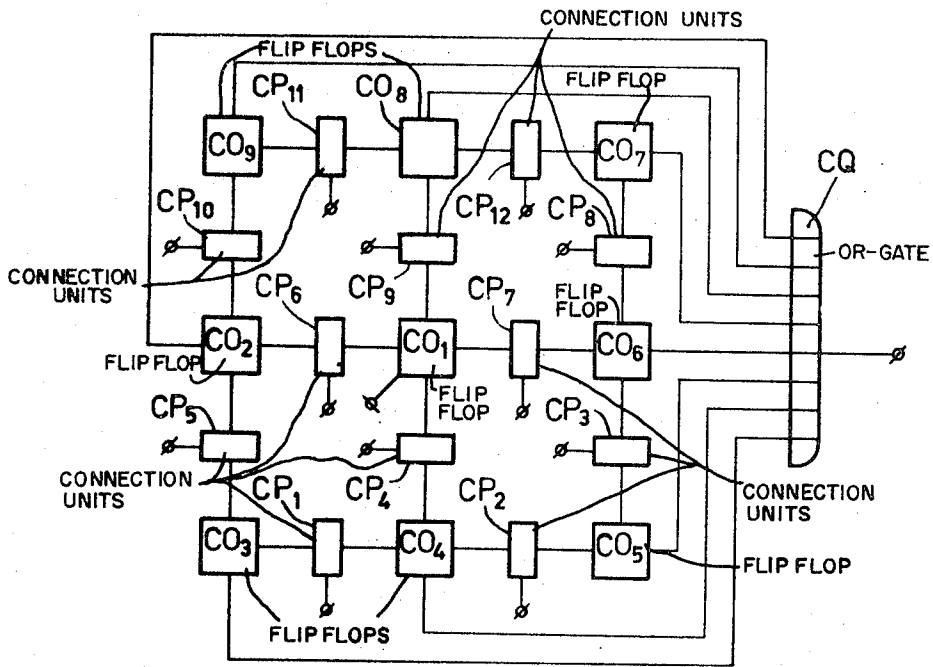 CONNECTION UNITS
FLIP FLOPS
CP11
CO8
FLIP FLOP
CO9
CO7
CQ
CP10
CP12
CP8
OR-GATE
CONNECTION
UNITS
CP6
CP9
CP7
FLIP
FLOP
CO2
CO1
CO6
FLIP FLOP
FLIP
FLOP
CP5
CP3
CONNECTION
UNITS
CP1
CP4
CP2
CONNECTION
UNITS
CO3
CO4
CO5
FLIP FLOP
FLIP FLOPS